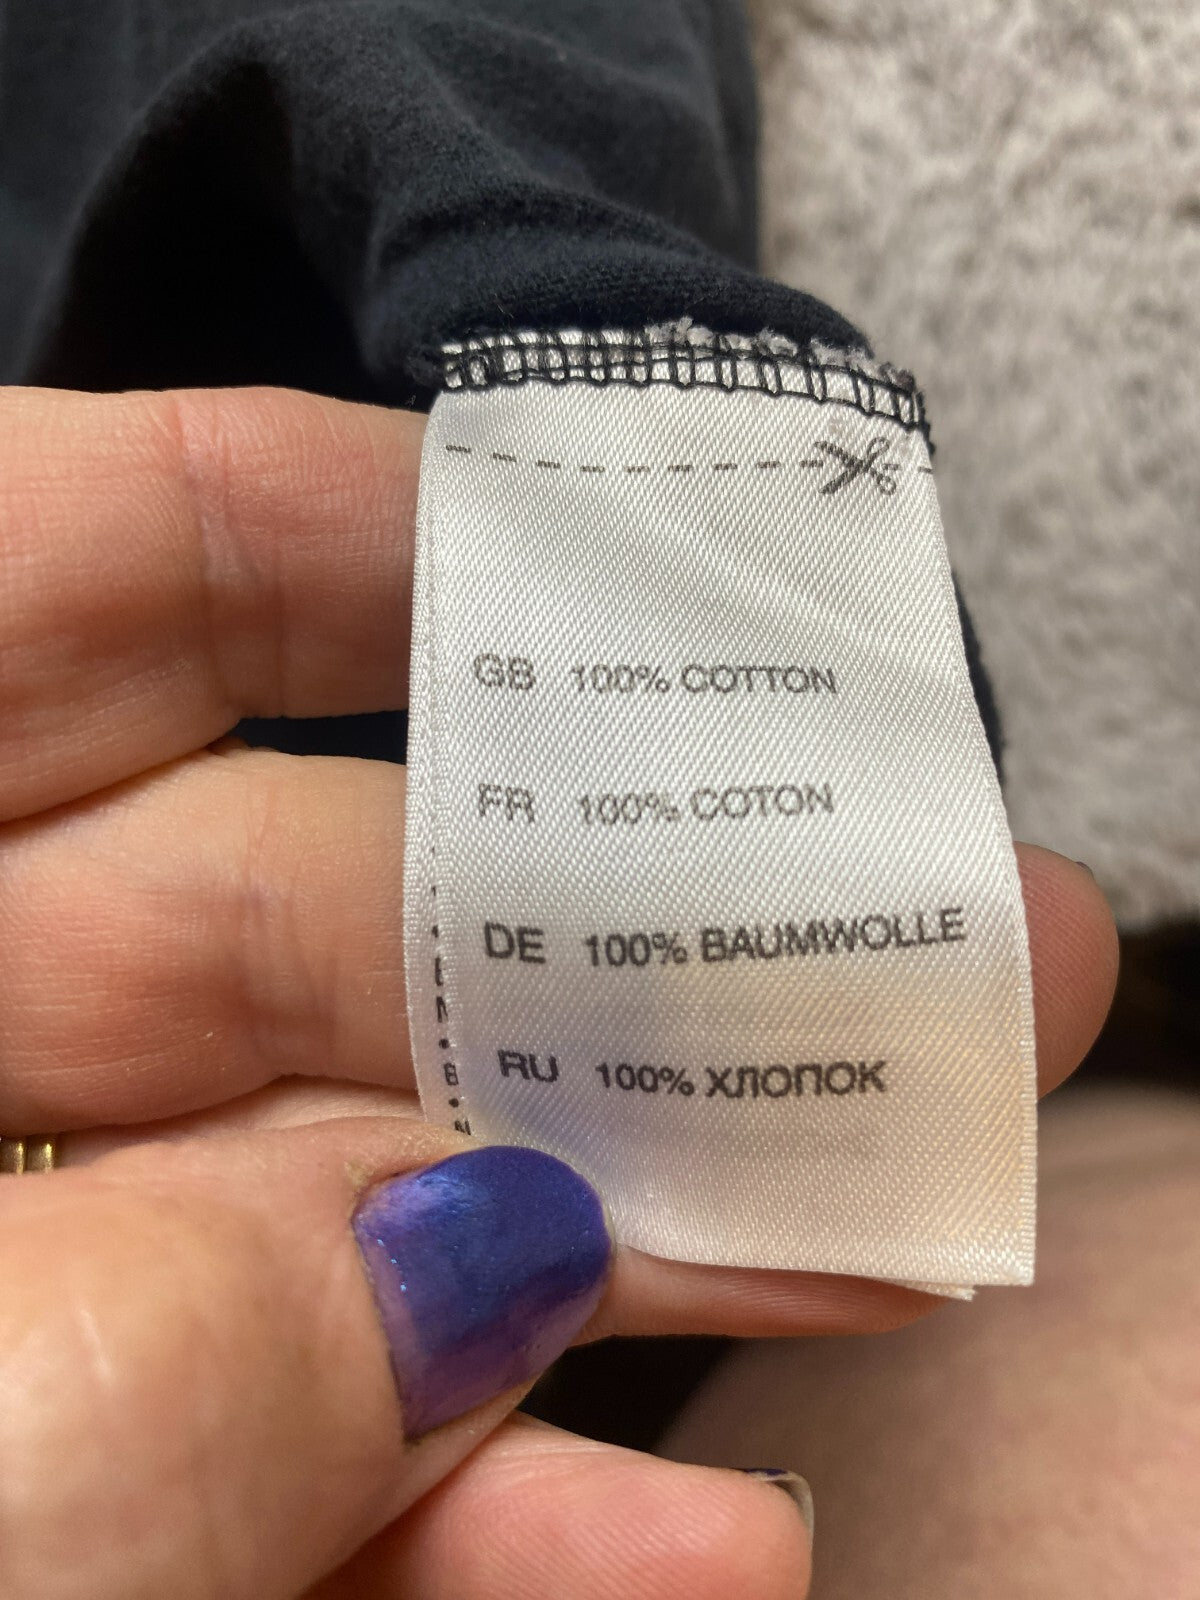 GB 100% COTTON
FR 100% COTON
DE 100% BAUMWOLLE
RU 100% ХЛОПОК